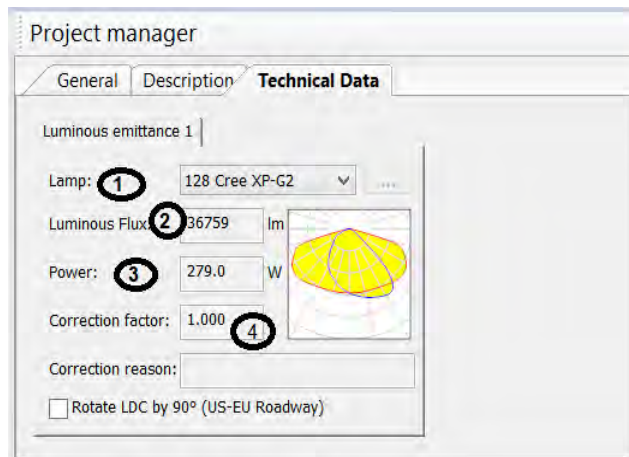 Project manager
General Description Technical Data
Luminous emittance 1
Lamp: 1 128 Cree XP-G2 ...
Luminous Flux: 2 36759 lm
Power: 3 279.0 W
Correction factor: 1.000 4
Correction reason:
Rotate LDC by 90º (US-EU Roadway)